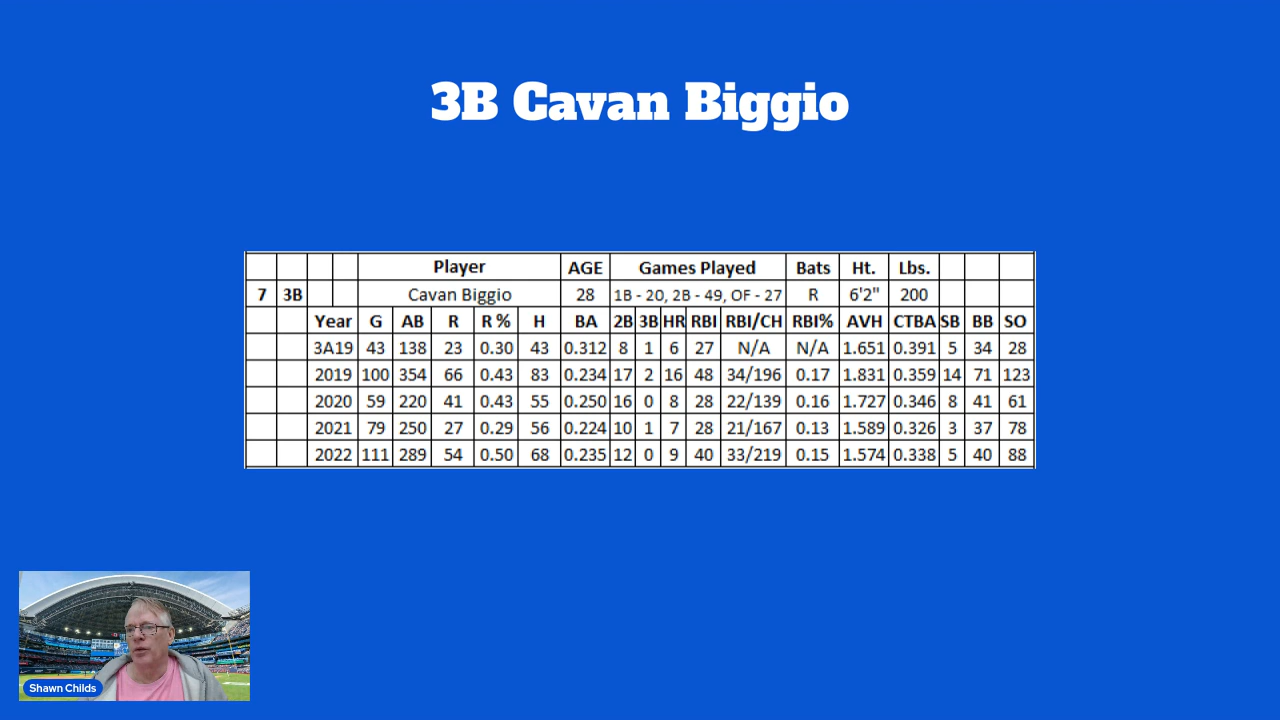 3B Cavan Biggio
Player AGE Games Played Bats Ht. Lbs.
7 3B Cavan Biggio 28 1B - 20, 2B - 49, OF - 27 R 6'2" 200
Year G AB R R % H BA 2B 3B HR RBI RBI/CH RBI% AVH CTBA SB BB SO
3A19 43 138 23 0.30 43 0.312 8 1 6 27 N/A N/A 1.651 0.391 5 34 28
2019 100 354 66 0.43 83 0.234 17 2 16 48 34/196 0.17 1.831 0.359 14 71 123
2020 59 220 41 0.43 55 0.250 16 0 8 28 22/139 0.16 1.727 0.346 8 41 61
2021 79 250 27 0.29 56 0.224 10 1 7 28 21/167 0.13 1.589 0.326 3 37 78
2022 111 289 54 0.50 68 0.235 12 0 9 40 33/219 0.15 1.574 0.338 5 40 88
Shawn Childs